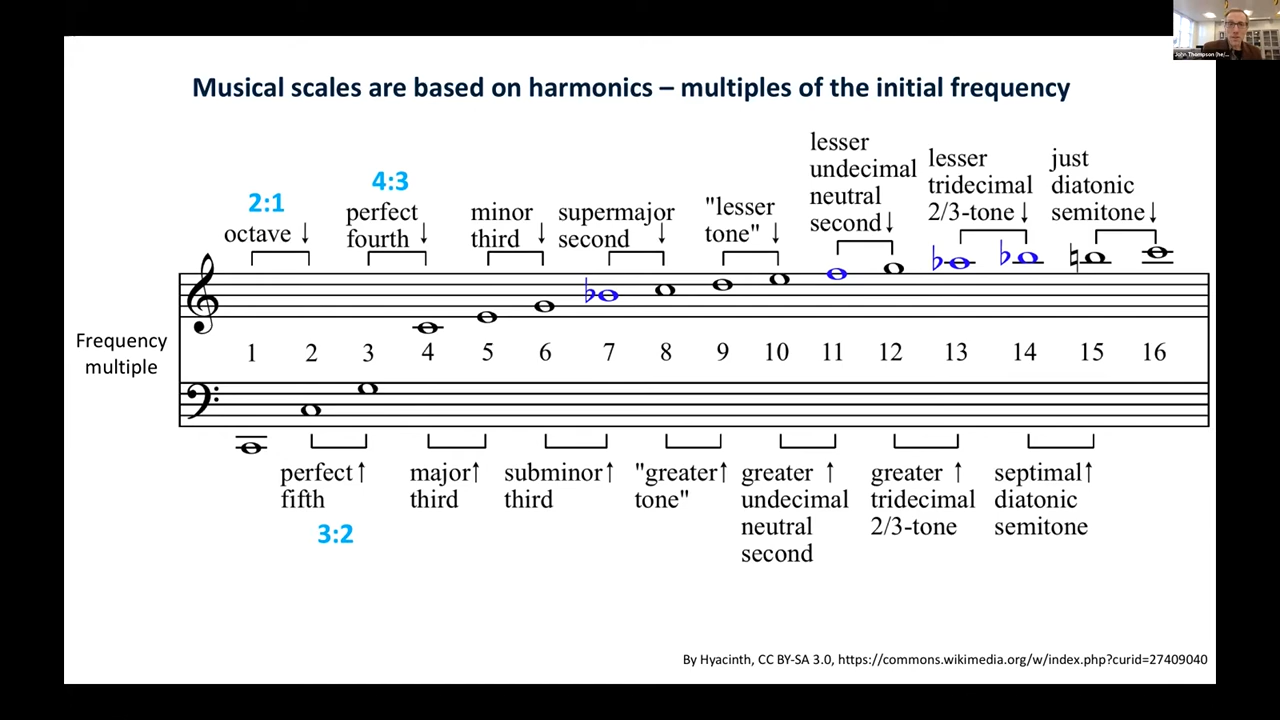 John Thompson (he/...
Musical scales are based on harmonics – multiples of the initial frequency
2:1
octave ↓
4:3
perfect
fourth ↓
minor
third ↓
supermajor
second ↓
"lesser
tone" ↓
lesser
undecimal
neutral
second↓
lesser
tridecimal
2/3-tone↓
just
diatonic
semitone↓
Frequency
multiple
1 2 3 4 5 6 7 8 9 10 11 12 13 14 15 16
perfect↑
fifth
3:2
major↑
third
subminor↑
third
"greater↑
tone"
greater ↑
undecimal
neutral
second
greater ↑
tridecimal
2/3-tone
septimal↑
diatonic
semitone
By Hyacinth, CC BY-SA 3.0, https://commons.wikimedia.org/w/index.php?curid=27409040